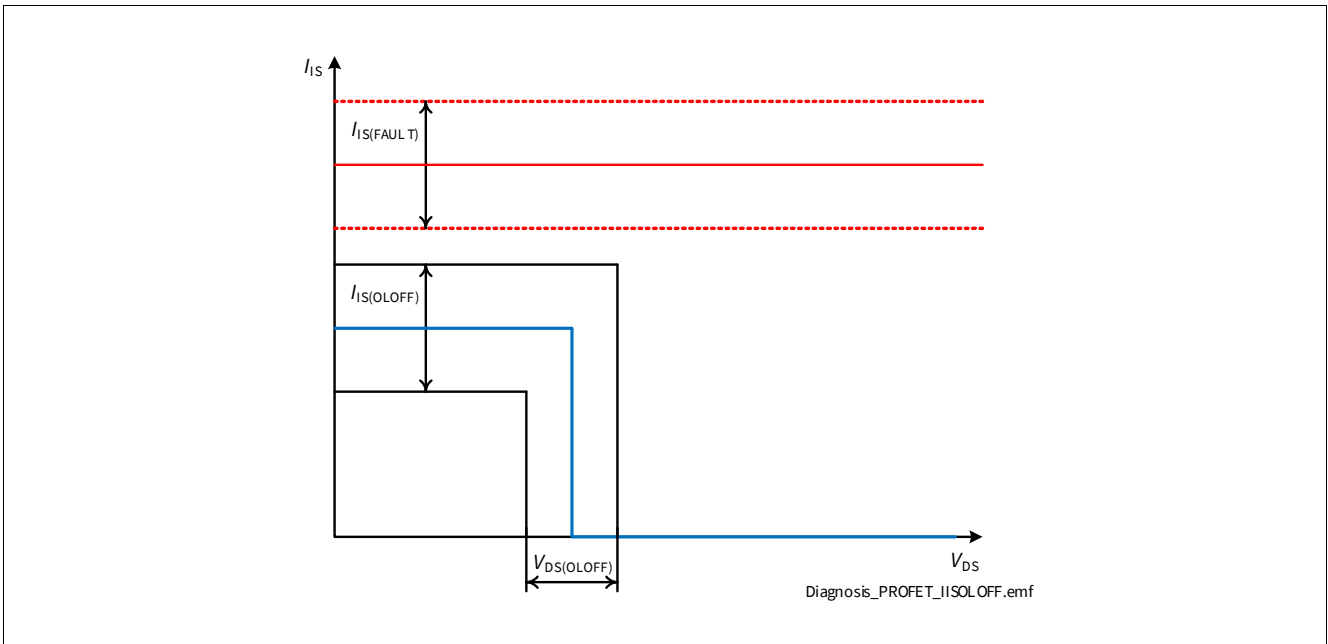 IIS
IIS(FAULT)
IIS(OLOFF)
VDS(OLOFF)
VDS
Diagnosis_PROFET_IISOLOFF.emf